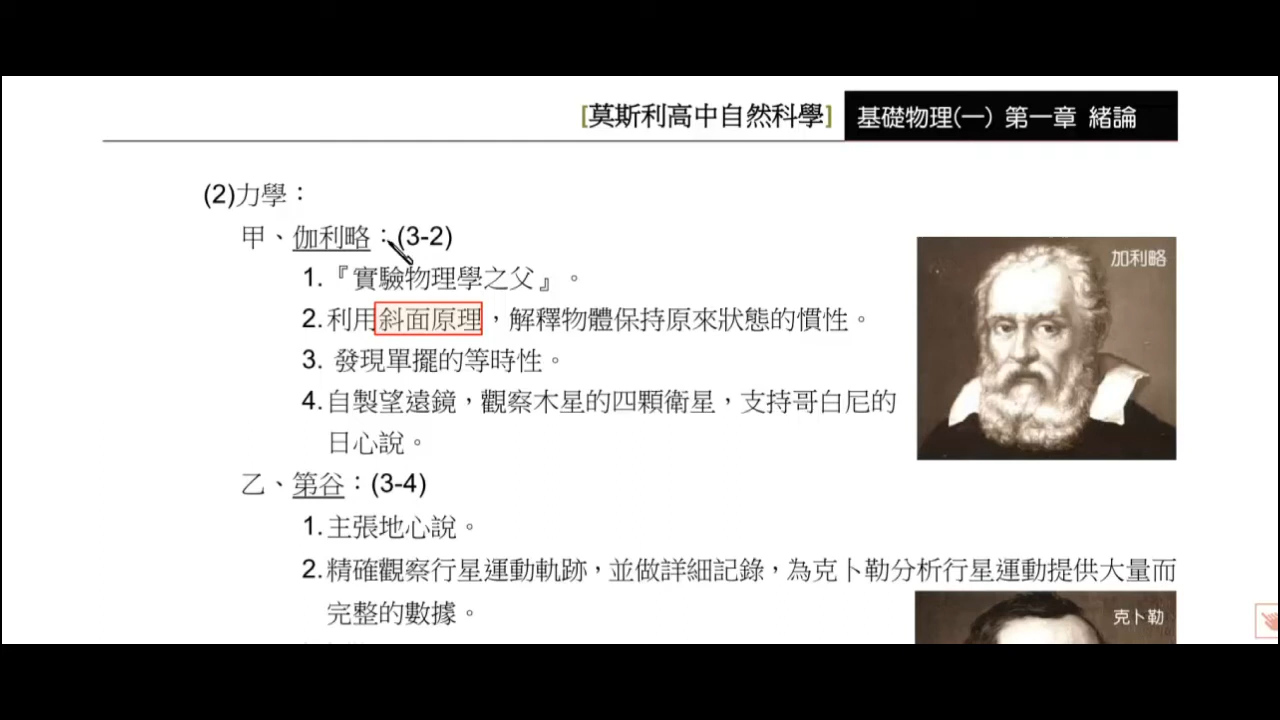 [莫斯利高中自然科學] 基礎物理(一) 第一章 緒論
(2)力學：
甲、伽利略：(3-2)
1.『實驗物理學之父』。
2.利用斜面原理，解釋物體保持原來狀態的慣性。
3. 發現單擺的等時性。
4.自製望遠鏡，觀察木星的四顆衛星，支持哥白尼的
日心說。
加利略
乙、第谷：(3-4)
1.主張地心說。
2.精確觀察行星運動軌跡，並做詳細記錄，為克卜勒分析行星運動提供大量而
完整的數據。
克卜勒